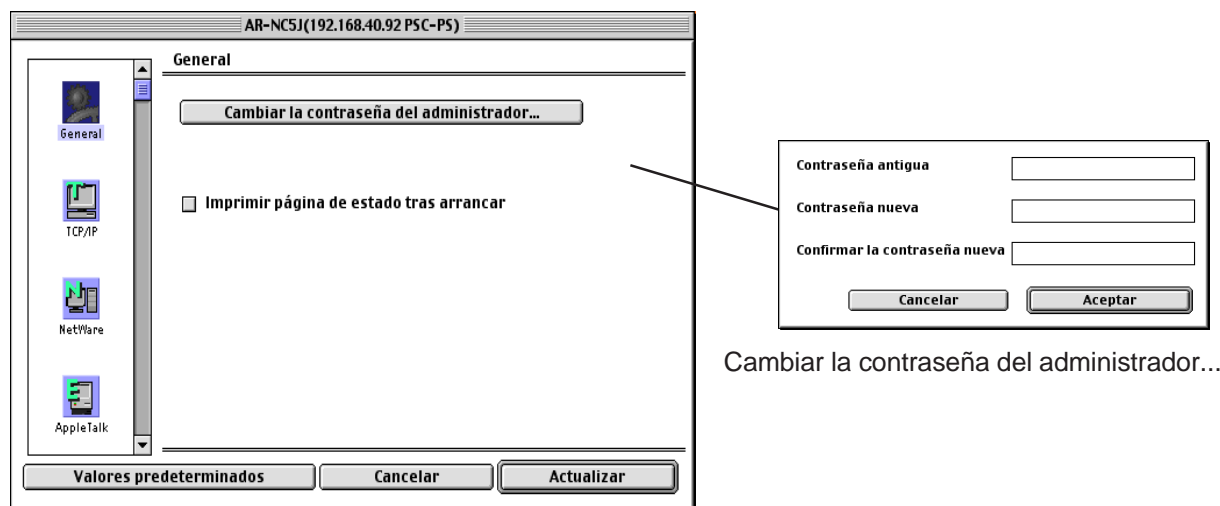 AR-NC5J(192.168.40.92 PSC-PS)
General
General
Cambiar la contraseña del administrador...
Imprimir página de estado tras arrancar
TCP/IP
NetWare
AppleTalk
Valores predeterminados
Cancelar
Actualizar
Contraseña antigua
Contraseña nueva
Confirmar la contraseña nueva
Cancelar
Aceptar
Cambiar la contraseña del administrador...